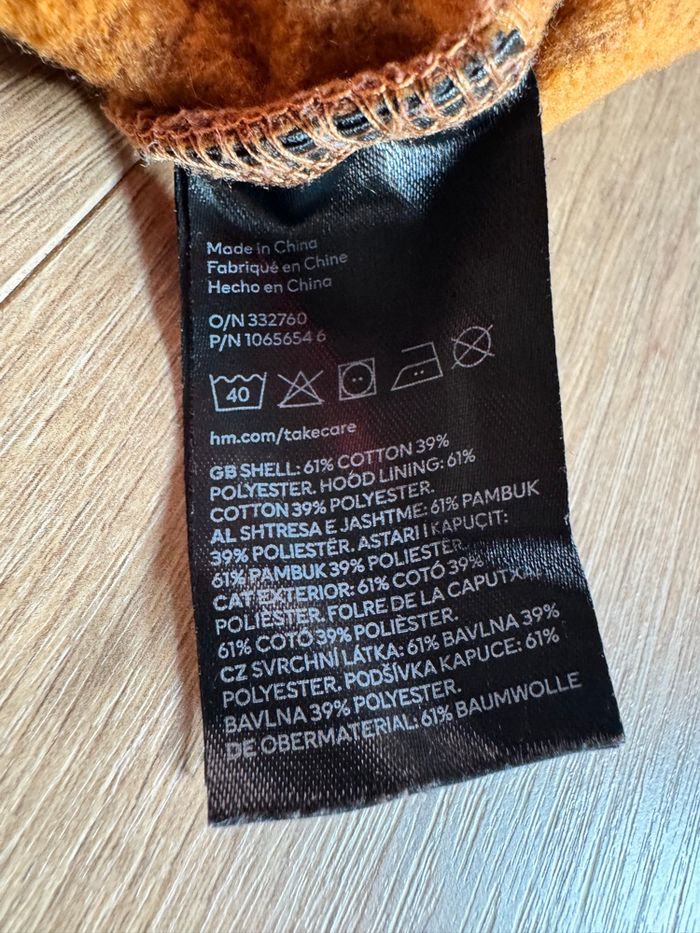 Made in China
Fabriqué en Chine
Hecho en China
O/N 332760
P/N 1065654 6
40
hm.com/takecare
GB SHELL: 61% COTTON 39%
POLYESTER. HOOD LINING: 61%
COTTON 39% POLYESTER.
AL SHTRESA E JASHTME: 61% PAMBUK
39% POLIESTËR. ASTARI I KAPUÇIT:
61% PAMBUK 39% POLIESTËR.
CAT EXTERIOR: 61% COTÓ 39%
POLIÈSTER. FOLRE DE LA
61% COTÓ 39% POLIÈSTER.
CZ SVRCHNÍ LÁTKA: 61% BAVLNA 39%
POLYESTER. PODŠÍVKA KAPUCE: 61%
BAVLNA 39% POLYESTER.
DE OBERMATERIAL: 61% BAUMWOLLE